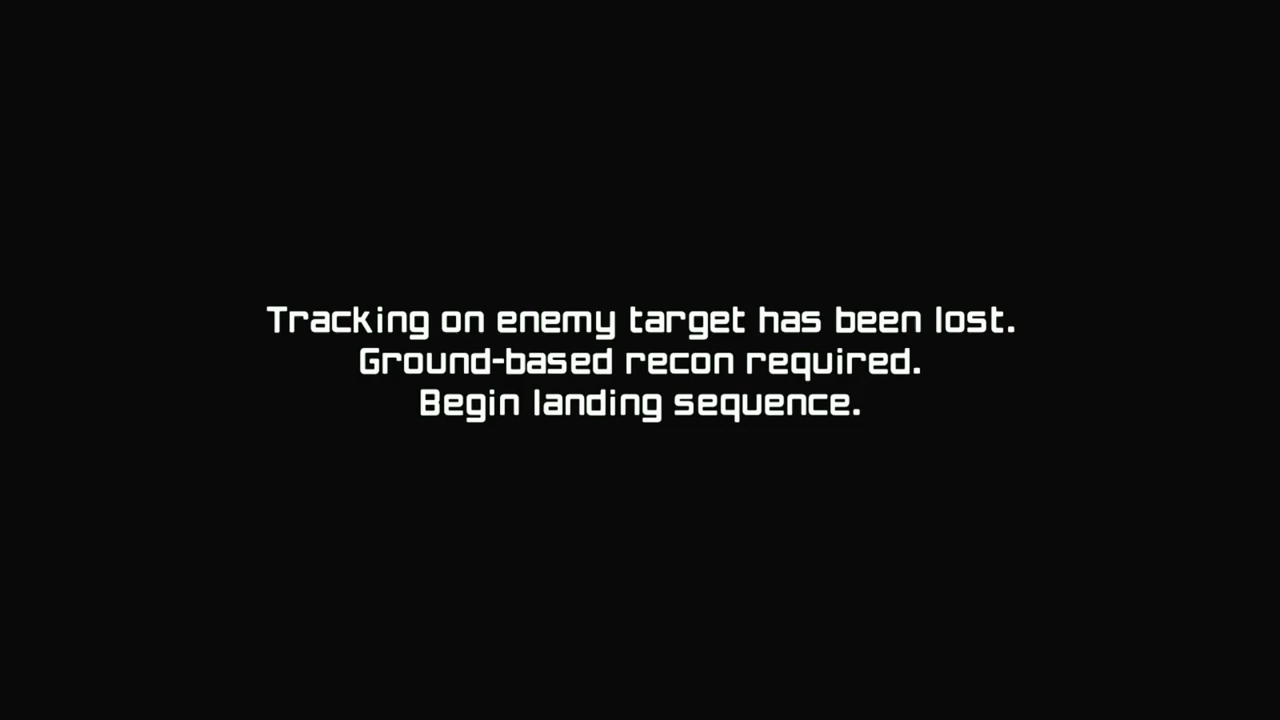 Tracking on enemy target has been lost.
Ground-based recon required.
Begin landing sequence.